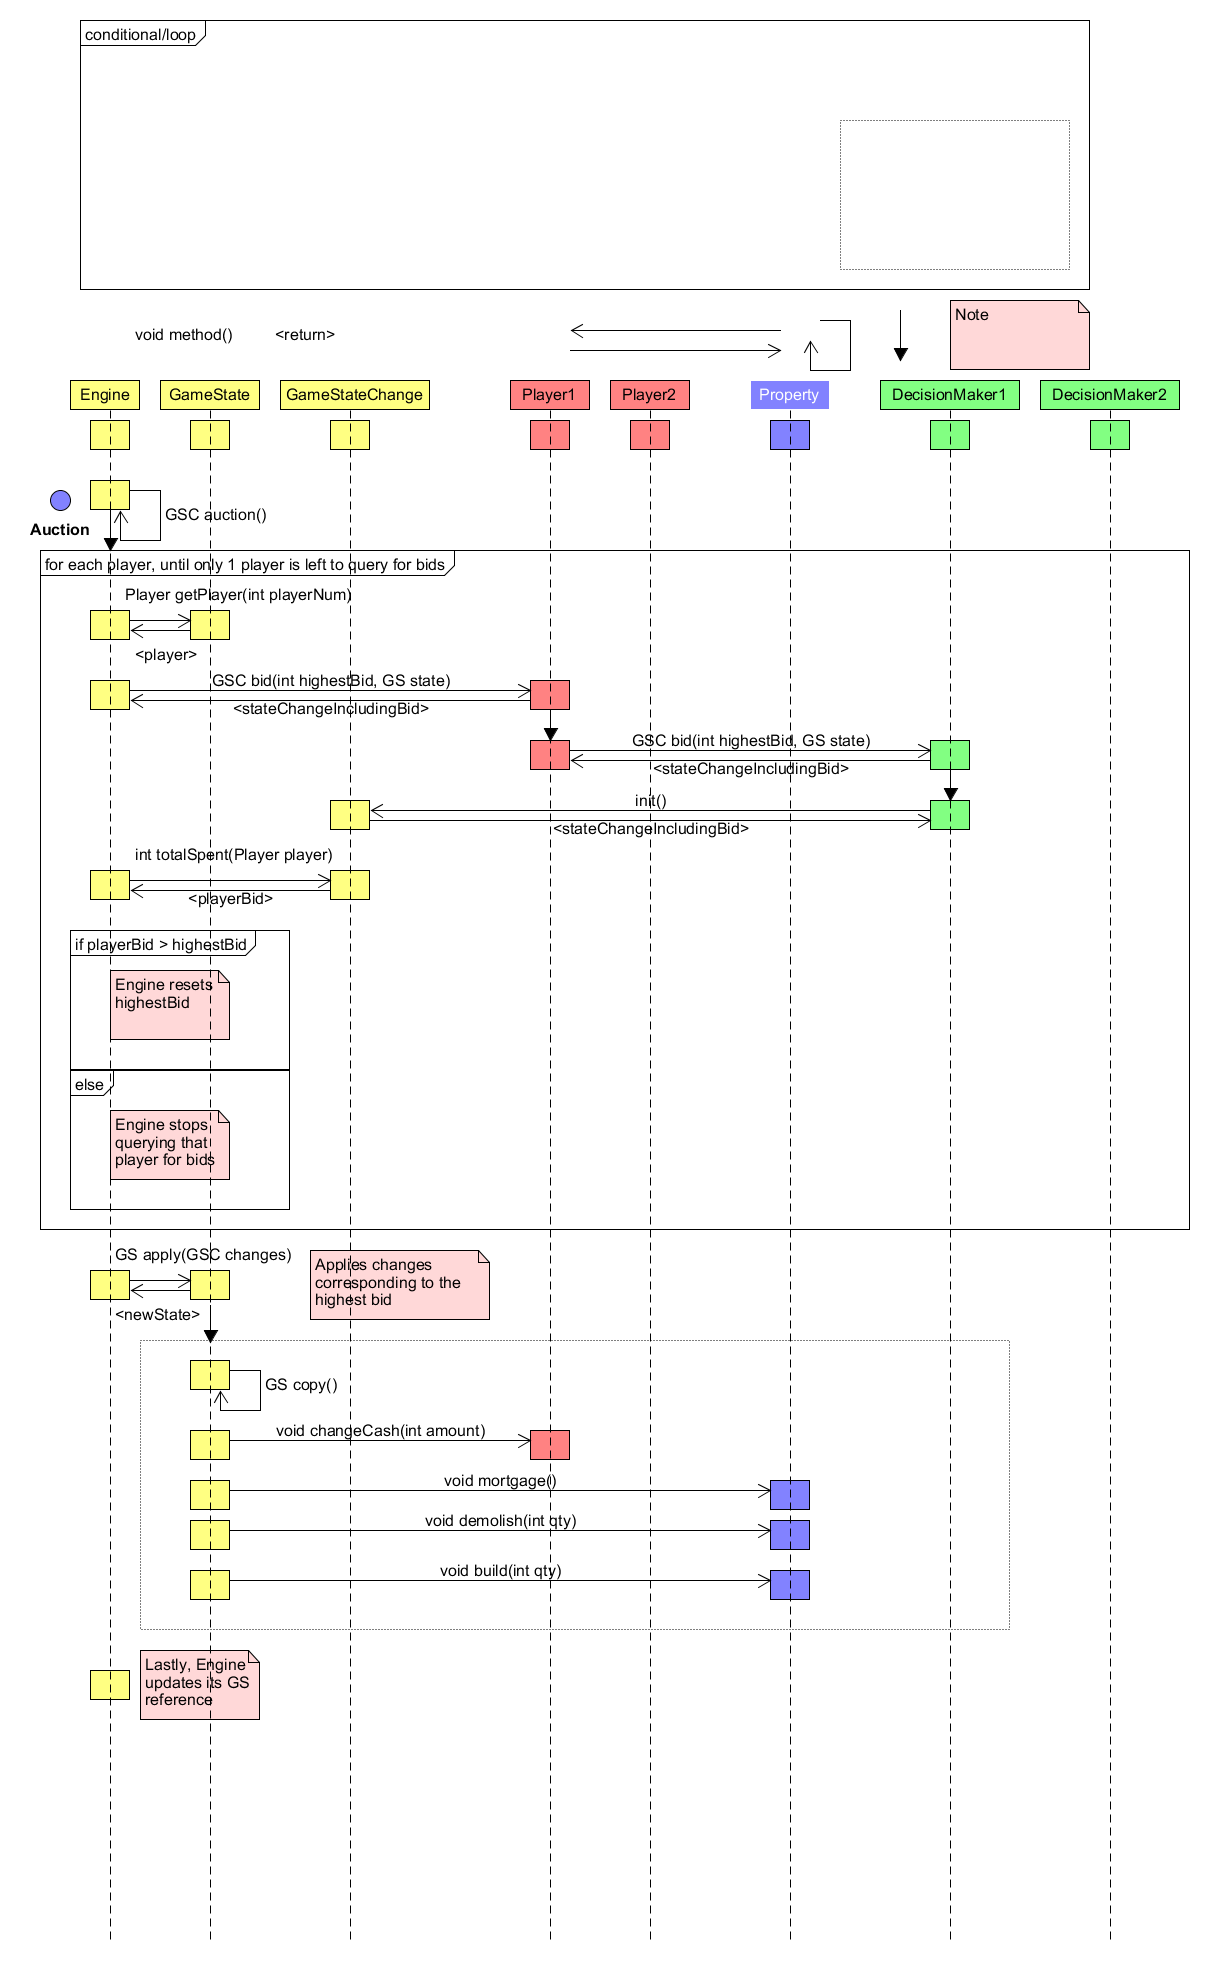 conditional/loop
void method()
<return>
Note
Engine
GameState
GameStateChange
Player1
Player2
Property
DecisionMaker1
DecisionMaker2
GSC auction()
Auction
for each player, until only 1 player is left to query for bids
Player getPlayer(int playerNum)
<player>
GSC bid(int highestBid, GS state)
<stateChangeIncludingBid>
GSC bid(int highestBid, GS state)
<stateChangeIncludingBid>
init()
<stateChangeIncludingBid>
int totalSpent(Player player)
<playerBid>
if playerBid > highestBid
Engine resets
highestBid
else
Engine stops
querying that
player for bids
GS apply(GSC changes)
Applies changes
corresponding to the
highest bid
<newState>
GS copy()
void changeCash(int amount)
void mortgage()
void demolish(int qty)
void build(int qty)
Lastly, Engine
updates its GS
reference